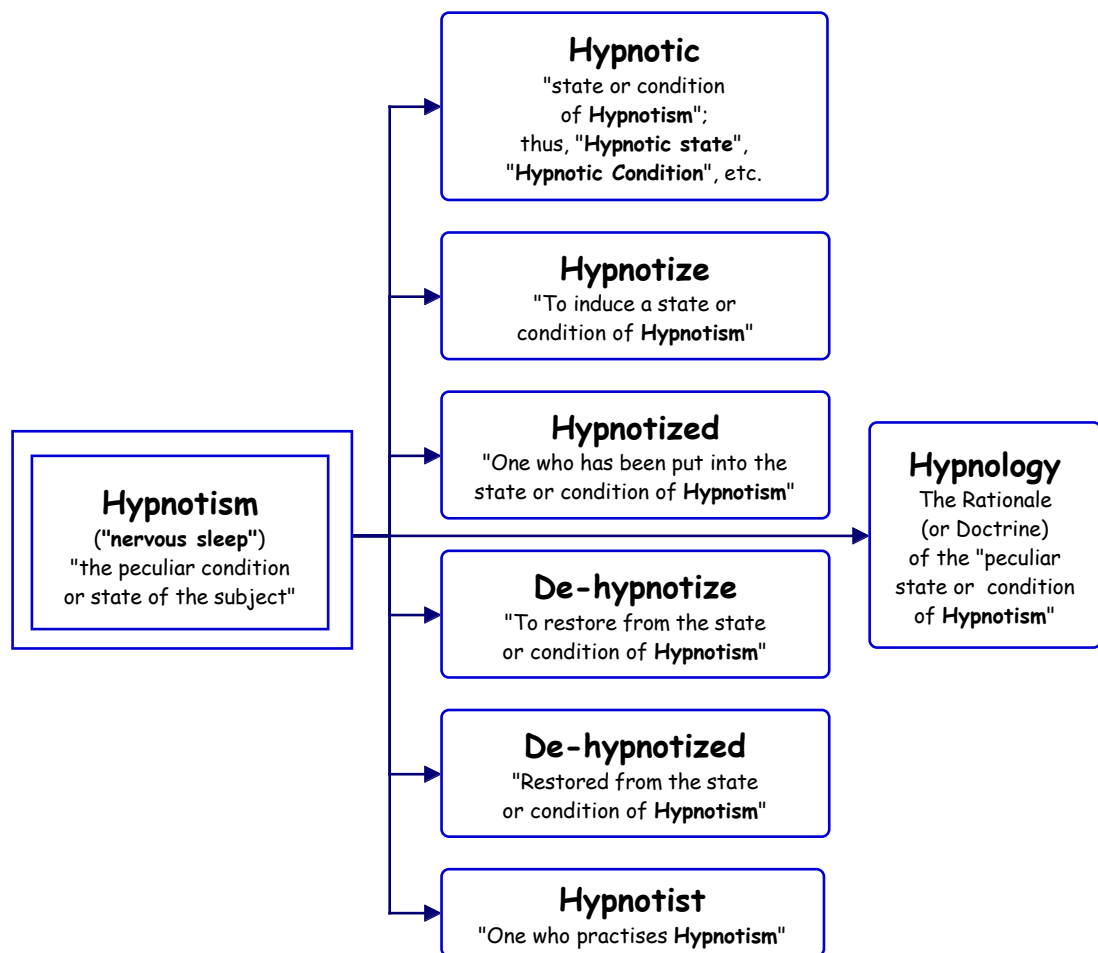 Hypnotic
"state or condition
of Hypnotism";
thus, "Hypnotic state",
"Hypnotic Condition", etc.
Hypnotize
"To induce a state or
condition of Hypnotism"
Hypnotized
"One who has been put into the
state or condition of Hypnotism"
Hypnotism
("nervous sleep")
"the peculiar condition
or state of the subject"
Hypnology
The Rationale
(or Doctrine)
of the "peculiar
state or condition
of Hypnotism"
De-hypnotize
"To restore from the state
or condition of Hypnotism"
De-hypnotized
"Restored from the state
or condition of Hypnotism"
Hypnotist
"One who practises Hypnotism"